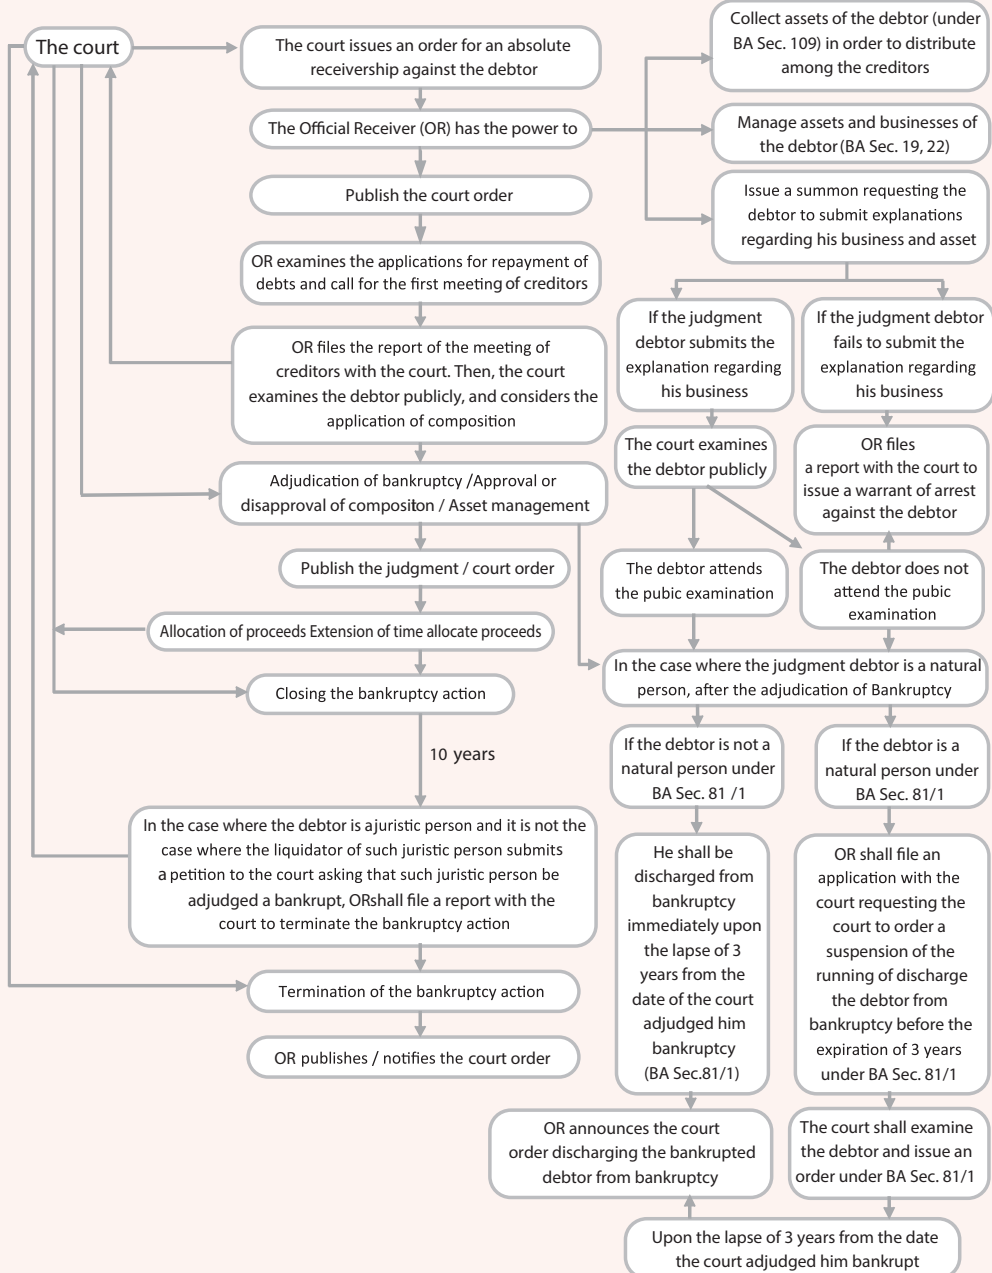 The court
The court issues an order for an absolute
receivership against the debtor
The Official Receiver (OR) has the power to
Publish the court order
OR examines the applications for repayment of
debts and call for the first meeting of creditors
OR files the report of the meeting of
creditors with the court. Then, the court
examines the debtor publicly, and considers the
application of composition
Adjudication of bankruptcy /Approval or
disapproval of compositon / Asset management
Publish the judgment / court order
Allocation of proceeds Extension of time allocate proceeds
Closing the bankruptcy action
10 years
In the case where the debtor is ajuristic person and it is not the
case where the liquidator of such juristic person submits
a petition to the court asking that such juristic person be
adjudged a bankrupt, ORshall file a report with the
court to terminate the bankruptcy action
Termination of the bankruptcy action
OR publishes / notifies the court order
Collect assets of the debtor (under
BA Sec. 109) in order to distribute
among the creditors
Manage assets and businesses of
the debtor (BA Sec. 19, 22)
Issue a summon requesting the
debtor to submit explanations
regarding his business and asset
If the judgment
debtor submits the
explanation regarding
his business
If the judgment debtor
fails to submit the
explanation regarding
his business
The court examines
the debtor publicly
OR files
a report with the court to
issue a warrant of arrest
against the debtor
The debtor attends
the pubic examination
The debtor does not
attend the pubic
examination
In the case where the judgment debtor is a natural
person, after the adjudication of Bankruptcy
If the debtor is not a
natural person under
BA Sec. 81 /1
If the debtor is a
natural person under
BA Sec. 81/1
He shall be
discharged from
bankruptcy
immediately upon
the lapse of 3
years from the
date of the court
adjudged him
bankruptcy
(BA Sec.81/1)
OR shall file an
application with the
court requesting the
court to order a
suspension of the
running of discharge
the debtor from
bankruptcy before the
expiration of 3 years
under BA Sec. 81/1
OR announces the court
order discharging the bankrupted
debtor from bankruptcy
The court shall examine
the debtor and issue an
order under BA Sec. 81/1
Upon the lapse of 3 years from the date
the court adjudged him bankrupt